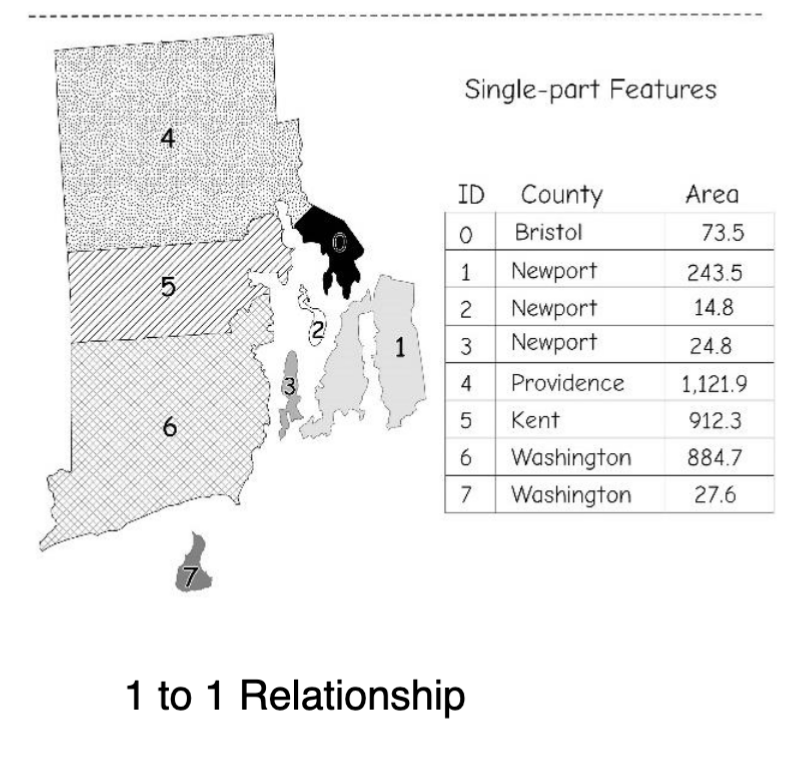 Single-part Features
ID County Area
0 Bristol 73.5
1 Newport 243.5
2 Newport 14.8
3 Newport 24.8
4 Providence 1,121.9
5 Kent 912.3
6 Washington 884.7
7 Washington 27.6
4
0
5
2
1
3
6
7
1 to 1 Relationship